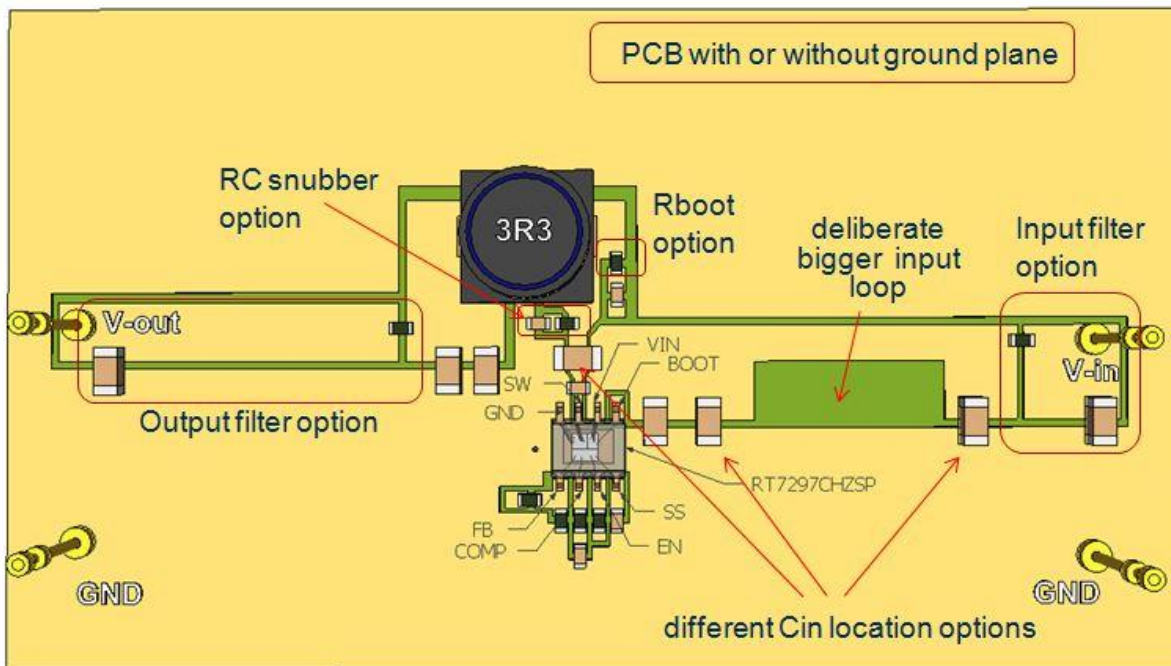 PCB with or without ground plane
RC snubber
option
3R3
Rboot
option
deliberate
bigger input
loop
Input filter
option
V-out
V-in
VIN
BOOT
SW
GND
Output filter option
RT7297CHZSP
FB
COMP
SS
EN
GND
GND
different Cin location options